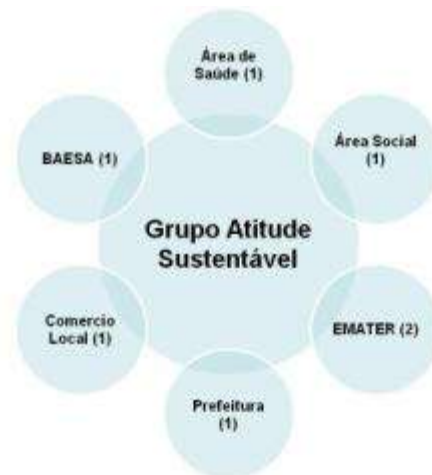 Área de
Saúde (1)
BAESA (1)
Área Social
(1)
Grupo Atitude
Sustentável
Comercio
Local (1)
EMATER (2)
Prefeitura
(1)